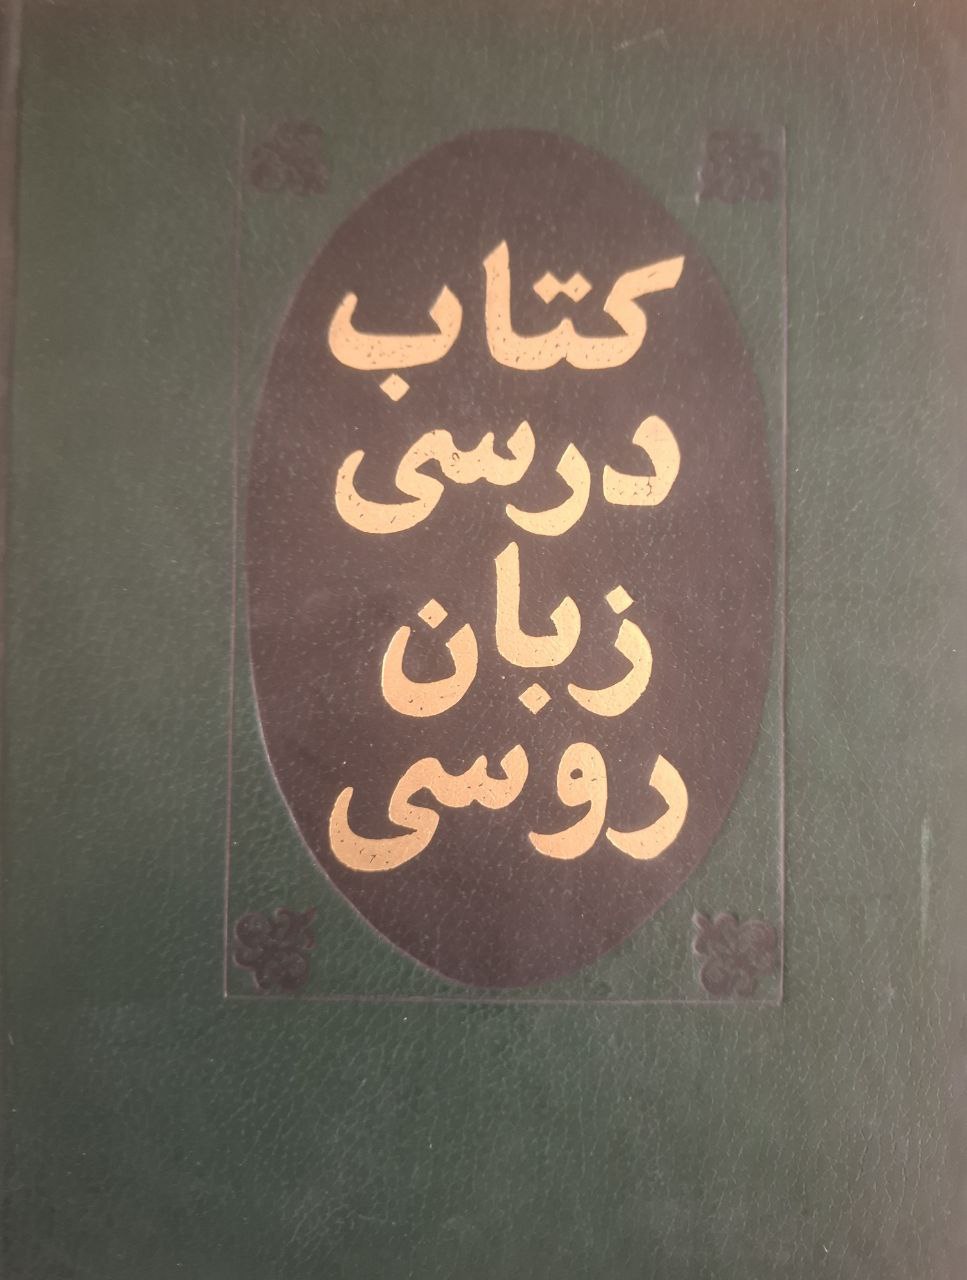 کتاب
درسی
زبان
روسی